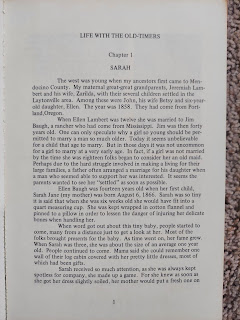 LIFE WITH THE OLD-TIMERS
Chapter 1
SARAH
The west was young when my ancestors first came to Men-
docino County. My maternal great-great-grandparents, Jeremiah Lam-
bert and his wife, Zarilda, with their several children settled in the
Laytonville area. Among these were John, his wife Betsy and six-year-
old daughter, Ellen. The year was 1858. They had come from Port-
land, Oregon.
When Ellen Lambert was twelve she was married to Jim
Baugh, a rancher who had come from Mississippi. Jim was then forty
years old. One can only speculate why a girl so young should be per-
mitted to marry a man so much older. Today it seems unbelievable
for a child that age to marry. But in those days it was not uncommon
for a girl to marry at a very early age. In fact, if a girl was not married
by the time she was eighteen folks began to consider her an old maid.
Perhaps due to the hard struggle involved in making a living for their
large families, a father often arranged a marriage for his daughter when
a man who seemed able to support her was interested. It seems the
parents wanted to see her "settled" as soon as possible.
Ellen Baugh was fourteen years old when her first child,
Sarah Jane (my mother) was born August 6, 1866. Sarah was so tiny
it is said that when she was six weeks old she would have fit into a
quart measuring cup. She was kept wrapped in cotton flannel and
pinned to a pillow in order to lessen the danger of injuring her delicate
bones when handling her.
When word got out about this tiny baby, people started to
come, many from a distance just to get a look at her. Most of the
folks brought presents for the baby. As time went on, her fame grew.
When Sarah was three, she was about the size of an average one year
old. People continued to come. Mama said she could remember one
wall of their log cabin covered with her pretty little dresses, most of
which had been gifts.
Sarah received so much attention, as she was always kept
spotless for company, she made up a game. For she knew as soon as
she got her dress slightly soiled, her mother would put a fresh one on